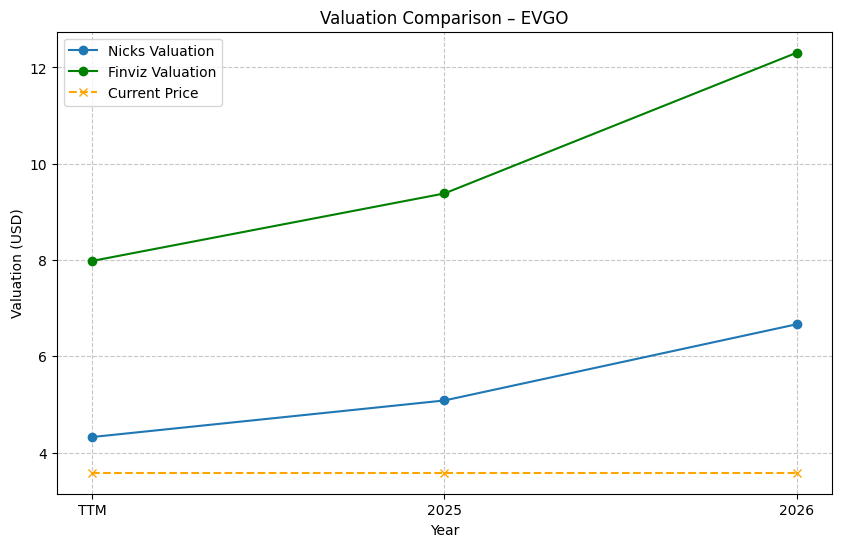 Valuation Comparison – EVGO
Nicks Valuation
Finviz Valuation
Current Price
Valuation (USD)
12
10
8
6
4
TTM
2025
2026
Year